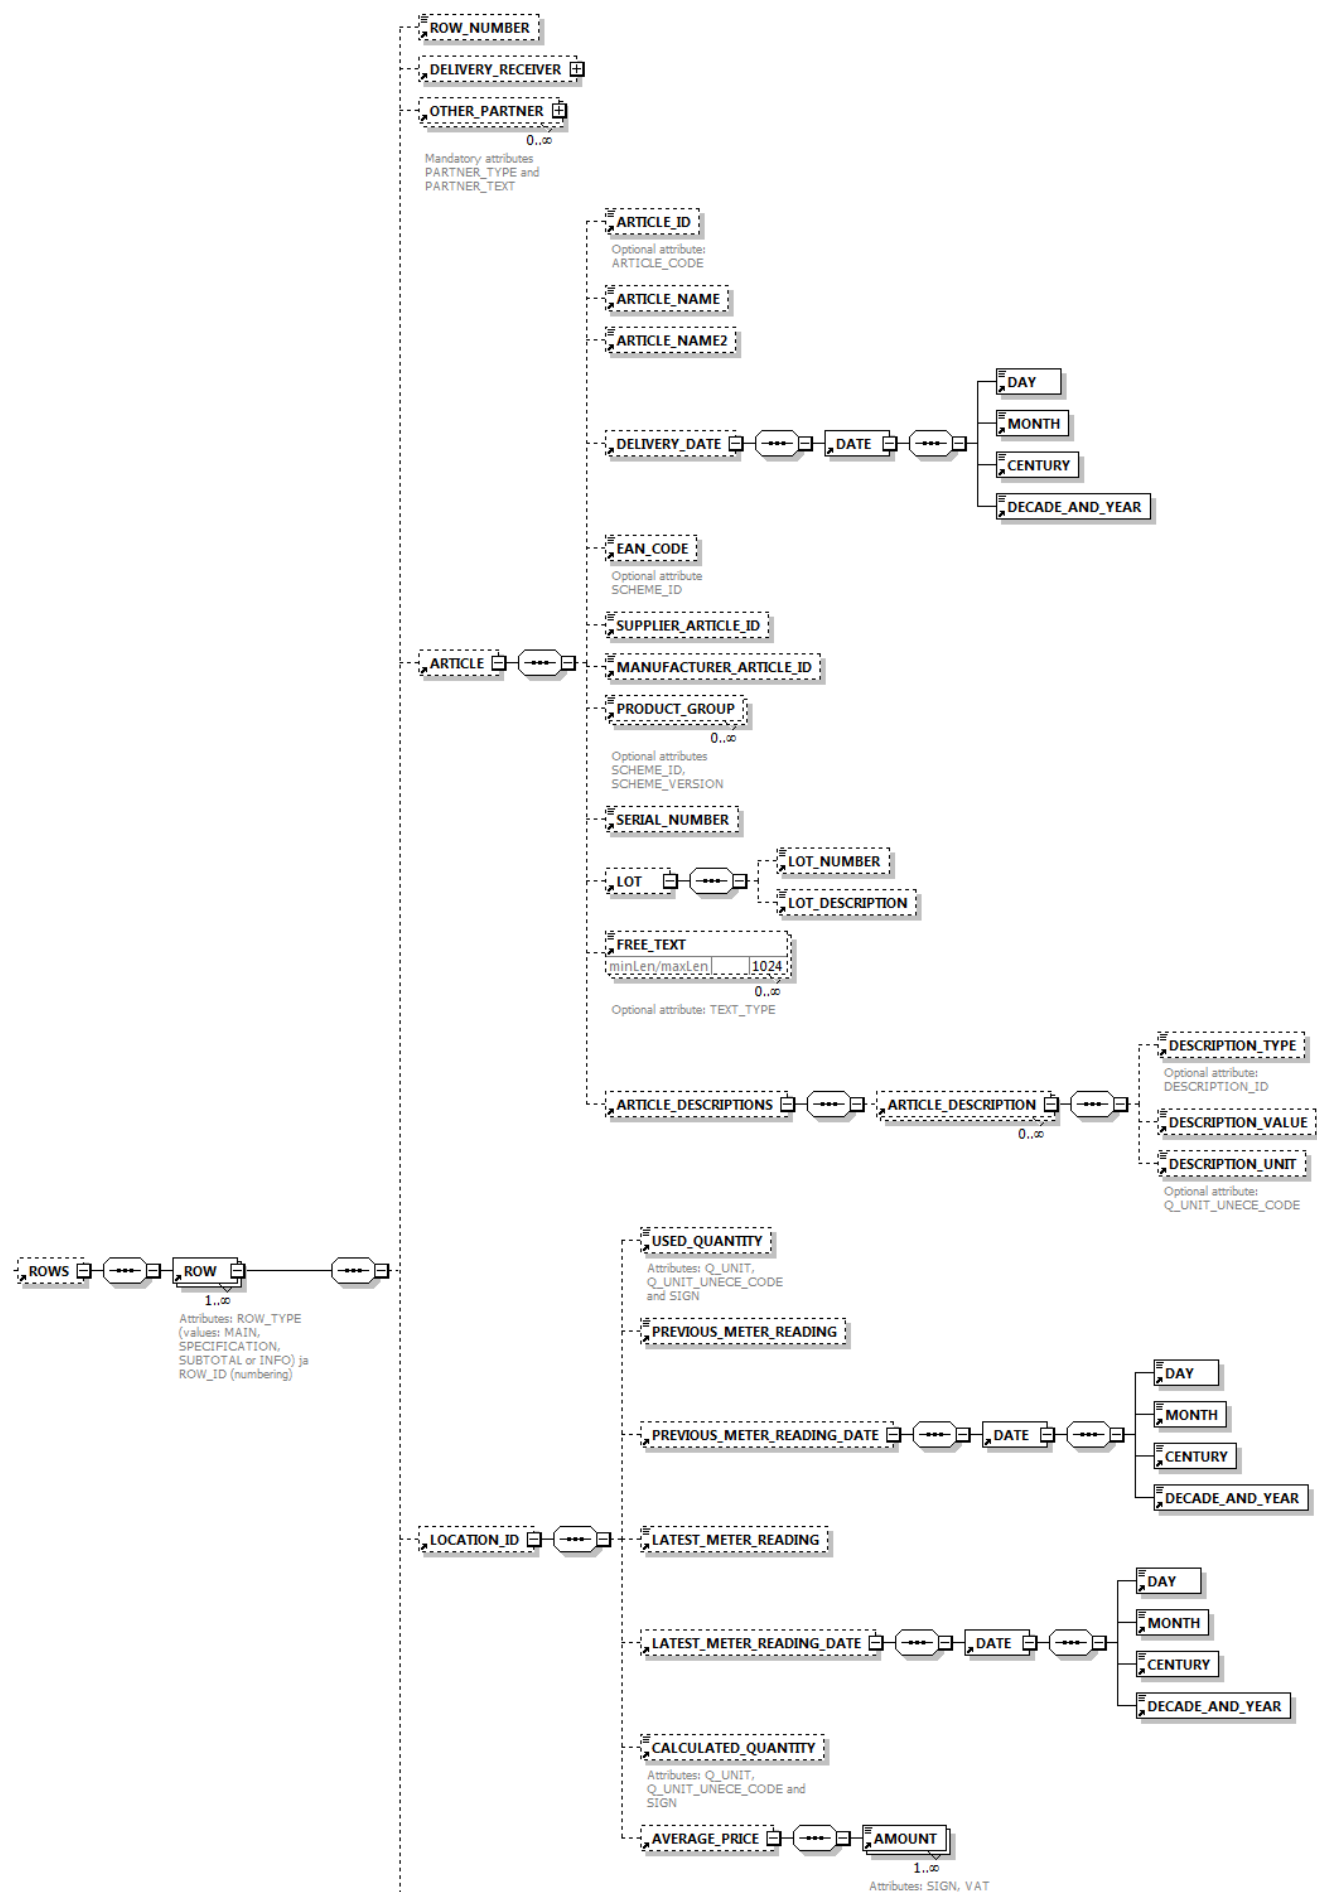 ROW_NUMBER
DELIVERY_RECEIVER
OTHER_PARTNER
0..∞
Mandatory attributes
PARTNER_TYPE and
PARTNER_TEXT
ARTICLE_ID
Optional attribute:
ARTICLE_CODE
ARTICLE_NAME
ARTICLE_NAME2
DAY
MONTH
DELIVERY_DATE
DATE
CENTURY
DECADE_AND_YEAR
EAN_CODE
Optional attribute
SCHEME_ID
SUPPLIER_ARTICLE_ID
ARTICLE
MANUFACTURER_ARTICLE_ID
PRODUCT_GROUP
0..∞
Optional attributes
SCHEME_ID,
SCHEME_VERSION
SERIAL_NUMBER
LOT_NUMBER
LOT
LOT_DESCRIPTION
FREE_TEXT
minLen/maxLen 1024
0..∞
Optional attribute: TEXT_TYPE
DESCRIPTION_TYPE
Optional attribute:
DESCRIPTION_ID
ARTICLE_DESCRIPTIONS
ARTICLE_DESCRIPTION
0..∞
DESCRIPTION_VALUE
DESCRIPTION_UNIT
Optional attribute:
Q_UNIT_UNECE_CODE
ROWS
ROW
1..∞
Attributes: ROW_TYPE
(values: MAIN,
SPECIFICATION,
SUBTOTAL or INFO) ja
ROW_ID (numbering)
USED_QUANTITY
Attributes: Q_UNIT,
Q_UNIT_UNECE_CODE
and SIGN
PREVIOUS_METER_READING
DAY
MONTH
PREVIOUS_METER_READING_DATE
DATE
CENTURY
DECADE_AND_YEAR
LOCATION_ID
LATEST_METER_READING
DAY
MONTH
LATEST_METER_READING_DATE
DATE
CENTURY
DECADE_AND_YEAR
CALCULATED_QUANTITY
Attributes: Q_UNIT,
Q_UNIT_UNECE_CODE and
SIGN
AVERAGE_PRICE
AMOUNT
1..∞
Attributes: SIGN, VAT